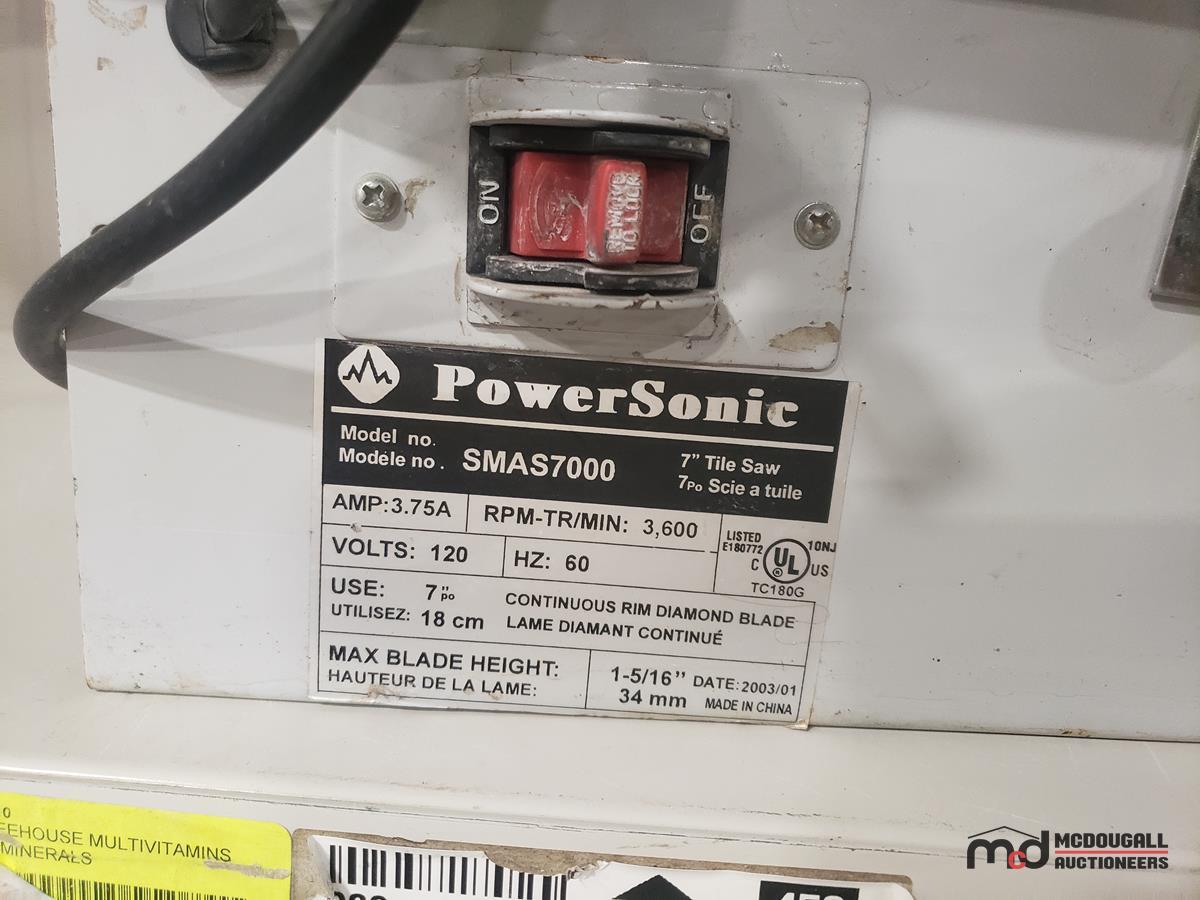 ON
REMOVE
TO LOCK
OFF
PowerSonic
Model no.
Modèle no. SMAS7000
7" Tile Saw
7Po Scie a tuile
AMP:3.75A
RPM-TR/MIN: 3,600
VOLTS: 120
HZ: 60
LISTED
E180772
10NJ
C UL US
®
TC180G
USE: 7"po
UTILISEZ: 18 cm
CONTINUOUS RIM DIAMOND BLADE
LAME DIAMANT CONTINUÉ
MAX BLADE HEIGHT:
HAUTEUR DE LA LAME:
1-5/16"
34 mm
DATE:2003/01
MADE IN CHINA
0
MULTIVITAMINS
MINERALS
mcd MCDOUGALL
AUCTIONEERS